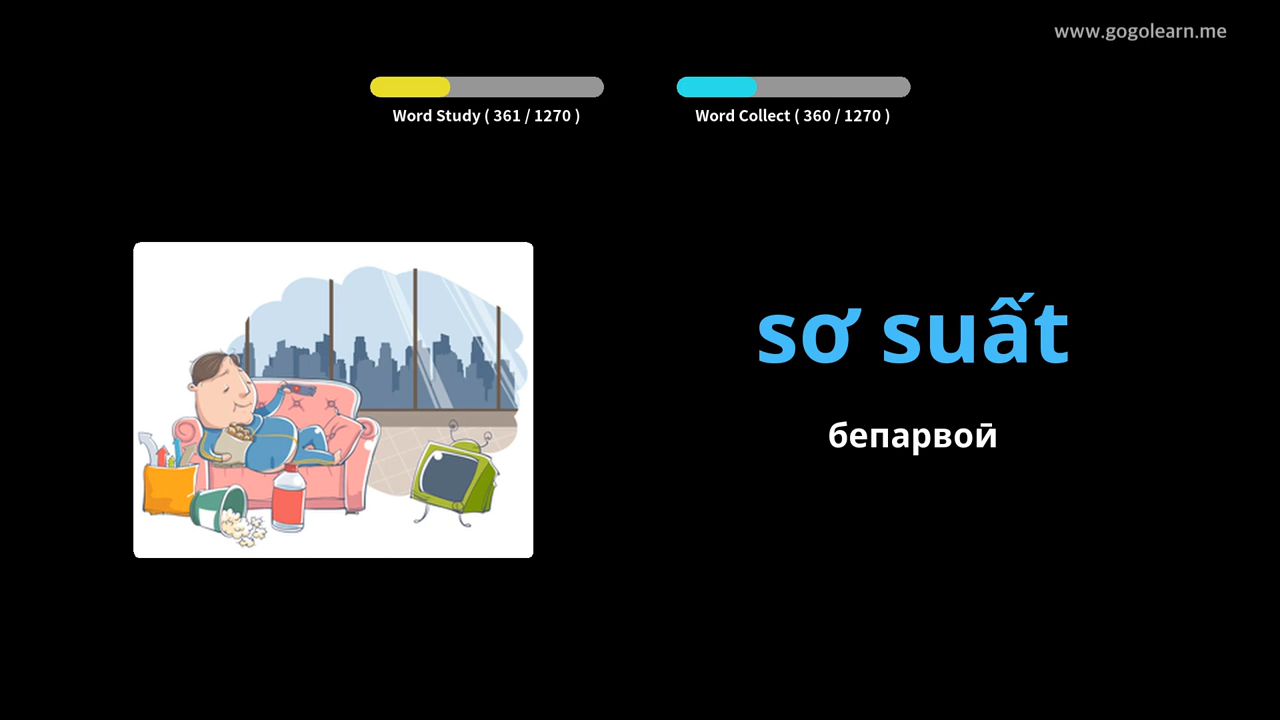 www.gogolearn.me
Word Study ( 361 / 1270 )
Word Collect ( 360 / 1270 )
sơ suất
бепарвоӣ